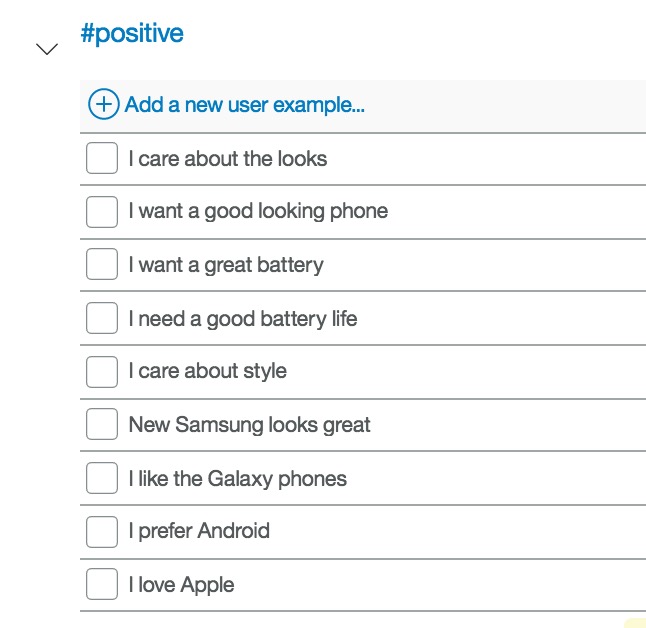 #positive
Add a new user example...
I care about the looks
I want a good looking phone
I want a great battery
I need a good battery life
I care about style
New Samsung looks great
I like the Galaxy phones
I prefer Android
I love Apple